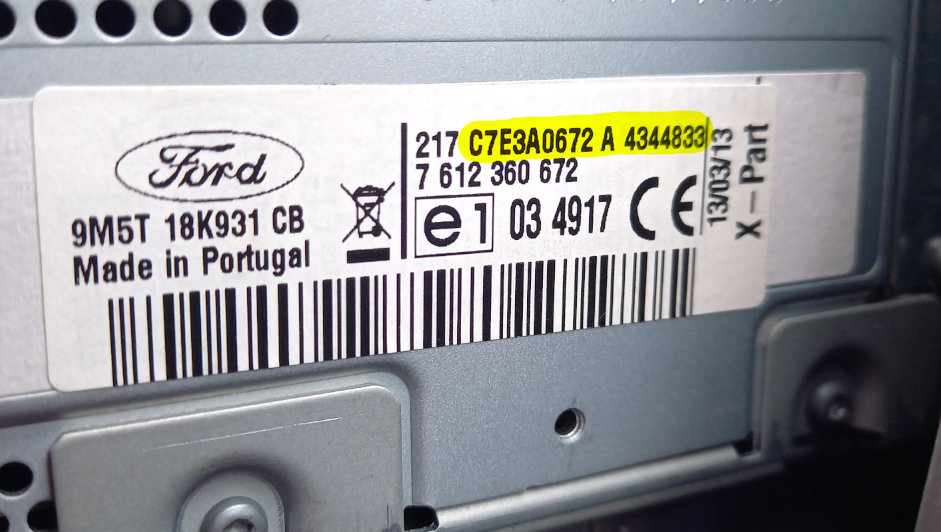 Ford
9M5T 18K931 CB
Made in Portugal
217 C7E3A0672 A 4344833
7 612 360 672
e1 03 4917 CE
13/03/13
X - Part